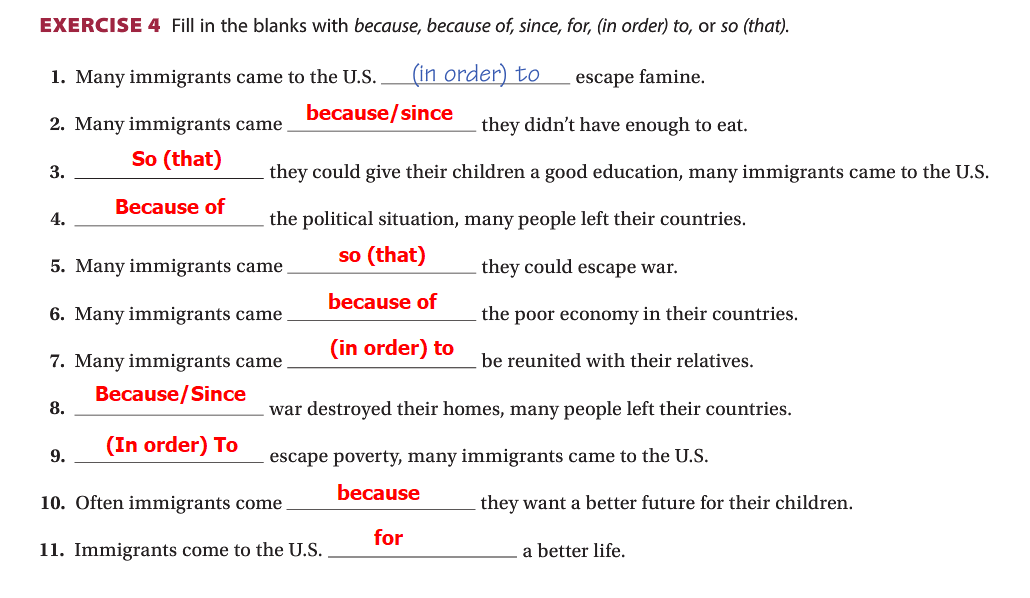 EXERCISE 4 Fill in the blanks with because, because of, since, for, (in order) to, or so (that).
1. Many immigrants came to the U.S. (in order) to escape famine.
2. Many immigrants came because/since they didn't have enough to eat.
3. So (that) they could give their children a good education, many immigrants came to the U.S.
4. Because of the political situation, many people left their countries.
5. Many immigrants came so (that) they could escape war.
6. Many immigrants came because of the poor economy in their countries.
7. Many immigrants came (in order) to be reunited with their relatives.
8. Because/Since war destroyed their homes, many people left their countries.
9. (In order) To escape poverty, many immigrants came to the U.S.
10. Often immigrants come because they want a better future for their children.
11. Immigrants come to the U.S. for a better life.